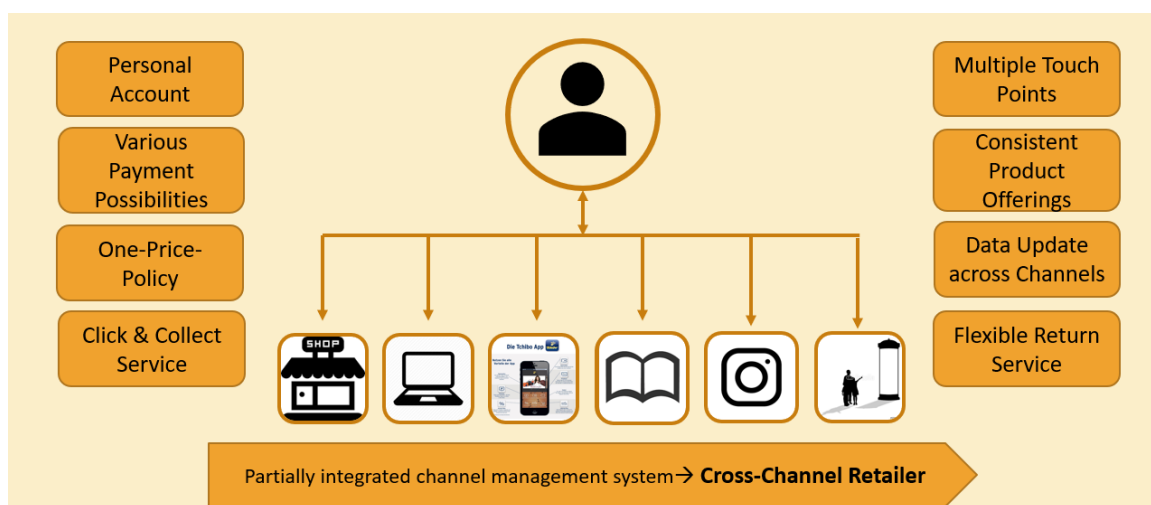 Personal
Account
Various
Payment
Possibilities
One-Price-
Policy
Click & Collect
Service
Multiple Touch
Points
Consistent
Product
Offerings
Data Update
across Channels
Flexible Return
Service
SHOP
Die Tchibo App
Partially integrated channel management system→ Cross-Channel Retailer